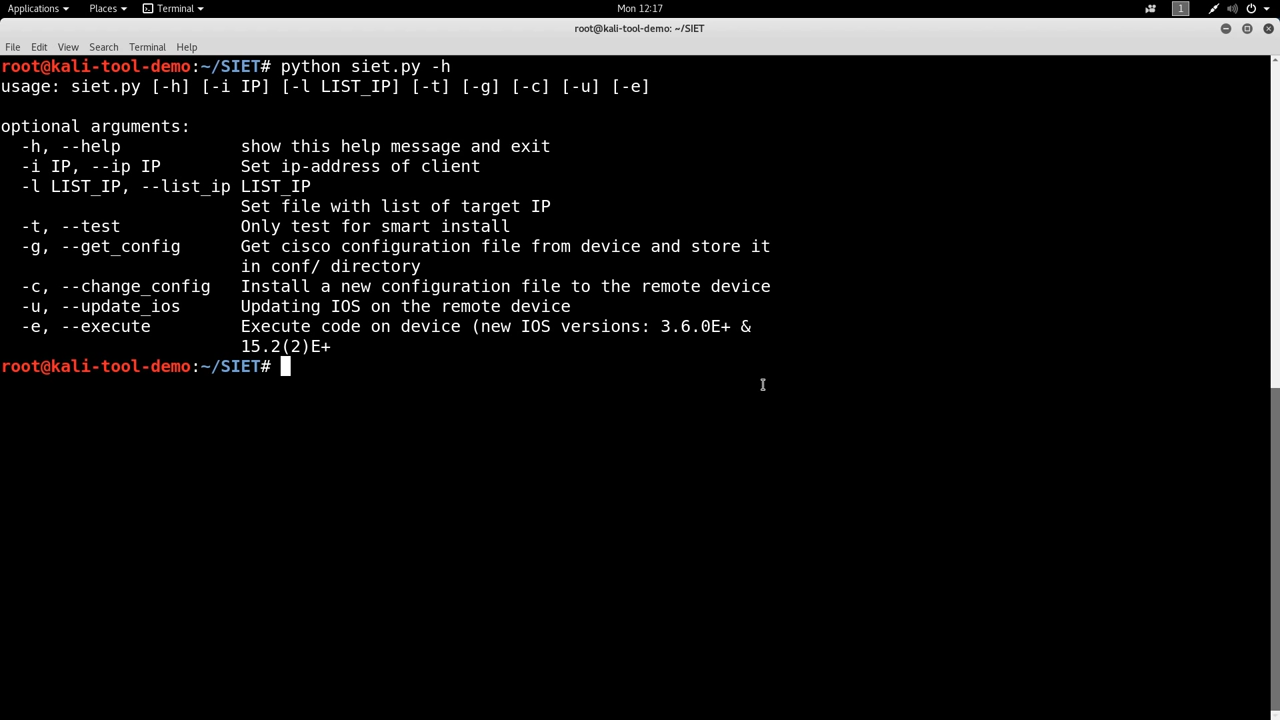 Applications Places Terminal Mon 12:17 1
root@kali-tool-demo: ~/SIET
File Edit View Search Terminal Help
root@kali-tool-demo:~/SIET# python siet.py -h
usage: siet.py [-h] [-i IP] [-l LIST_IP] [-t] [-g] [-c] [-u] [-e]
optional arguments:
-h, --help show this help message and exit
-i IP, --ip IP Set ip-address of client
-l LIST_IP, --list_ip LIST_IP
Set file with list of target IP
-t, --test Only test for smart install
-g, --get_config Get cisco configuration file from device and store it
in conf/ directory
-c, --change_config Install a new configuration file to the remote device
-u, --update_ios Updating IOS on the remote device
-e, --execute Execute code on device (new IOS versions: 3.6.0E+ &
15.2(2)E+
root@kali-tool-demo:~/SIET#